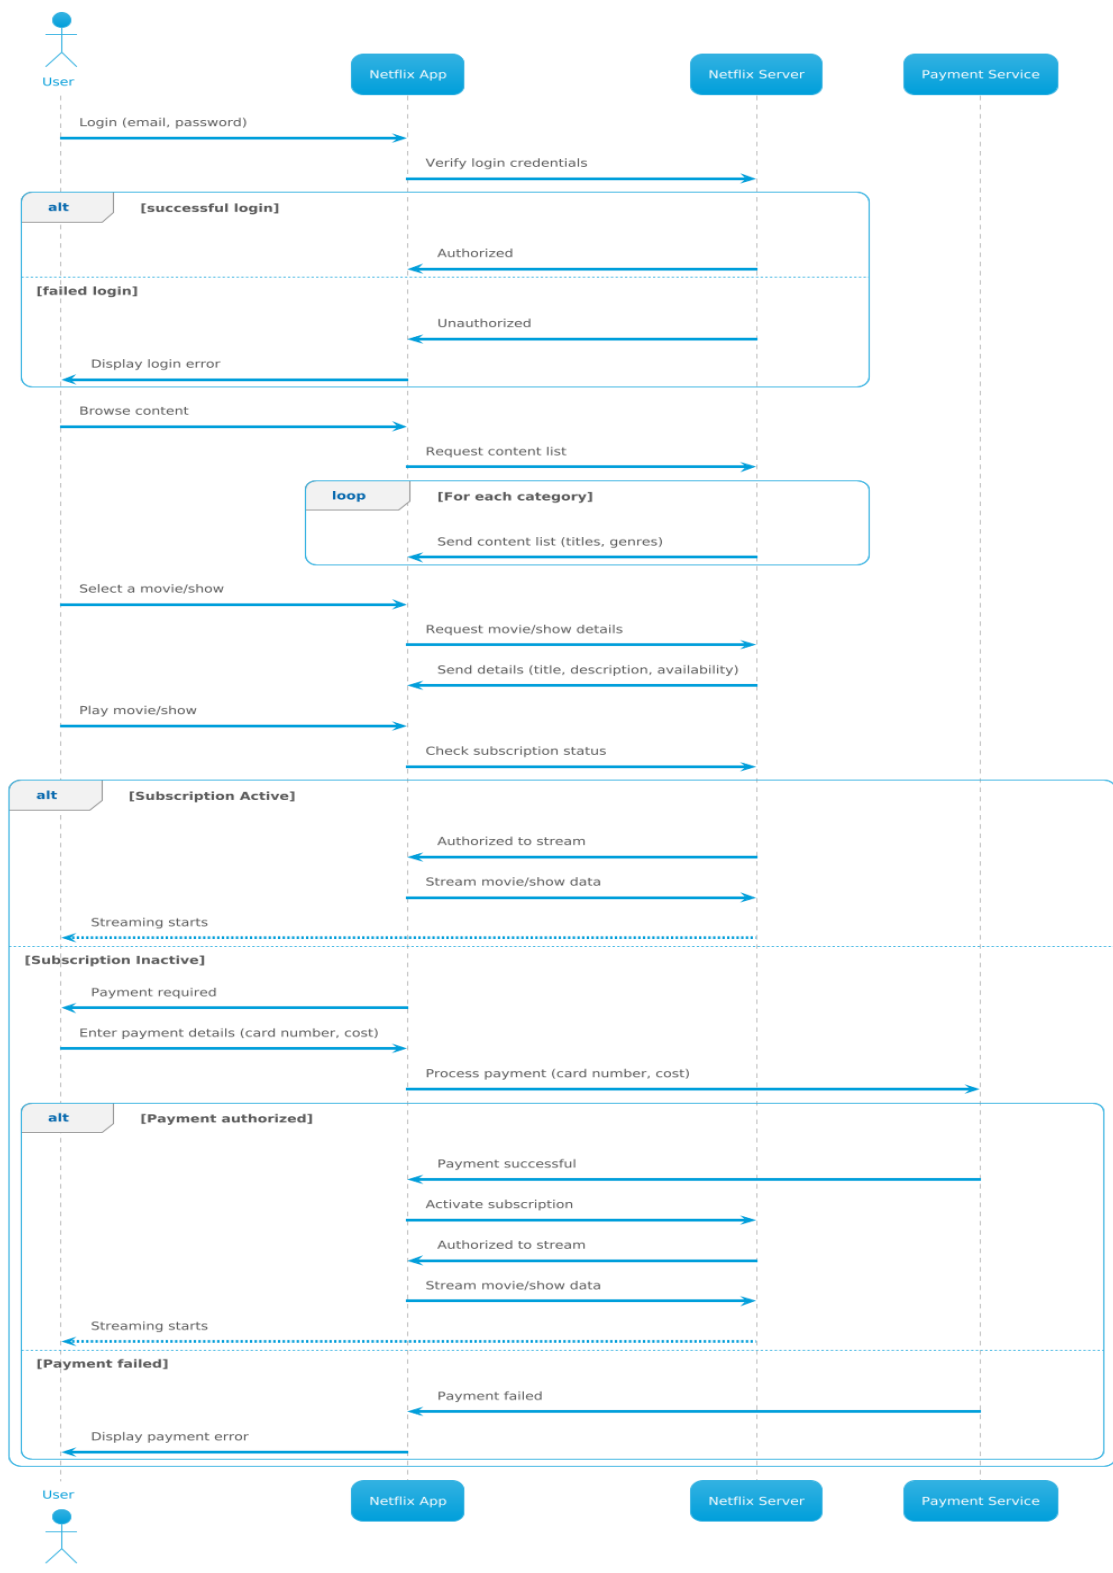 User
Netflix App
Netflix Server
Payment Service
Login (email, password)
Verify login credentials
alt
[successful login]
Authorized
[failed login]
Unauthorized
Display login error
Browse content
Request content list
loop
[For each category]
Send content list (titles, genres)
Select a movie/show
Request movie/show details
Send details (title, description, availability)
Play movie/show
Check subscription status
alt
[Subscription Active]
Authorized to stream
Stream movie/show data
Streaming starts
[Subscription Inactive]
Payment required
Enter payment details (card number, cost)
Process payment (card number, cost)
alt
[Payment authorized]
Payment successful
Activate subscription
Authorized to stream
Stream movie/show data
Streaming starts
[Payment failed]
Payment failed
Display payment error
User
Netflix App
Netflix Server
Payment Service